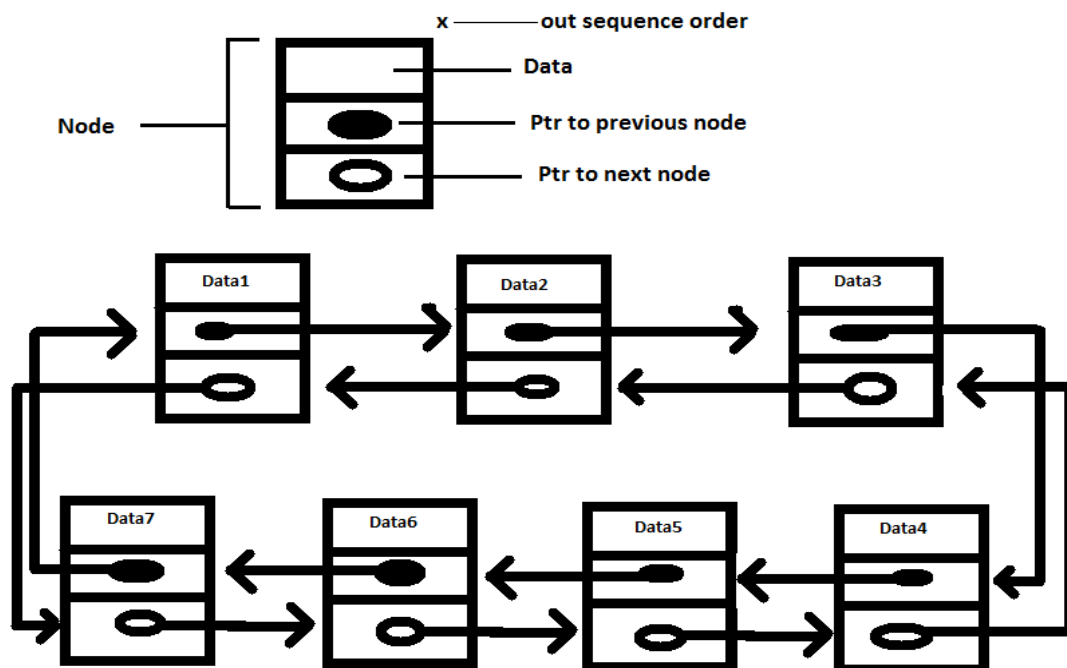 x out sequence order
Data
Node
Ptr to previous node
Ptr to next node
Data1
Data2
Data3
Data7
Data6
Data5
Data4